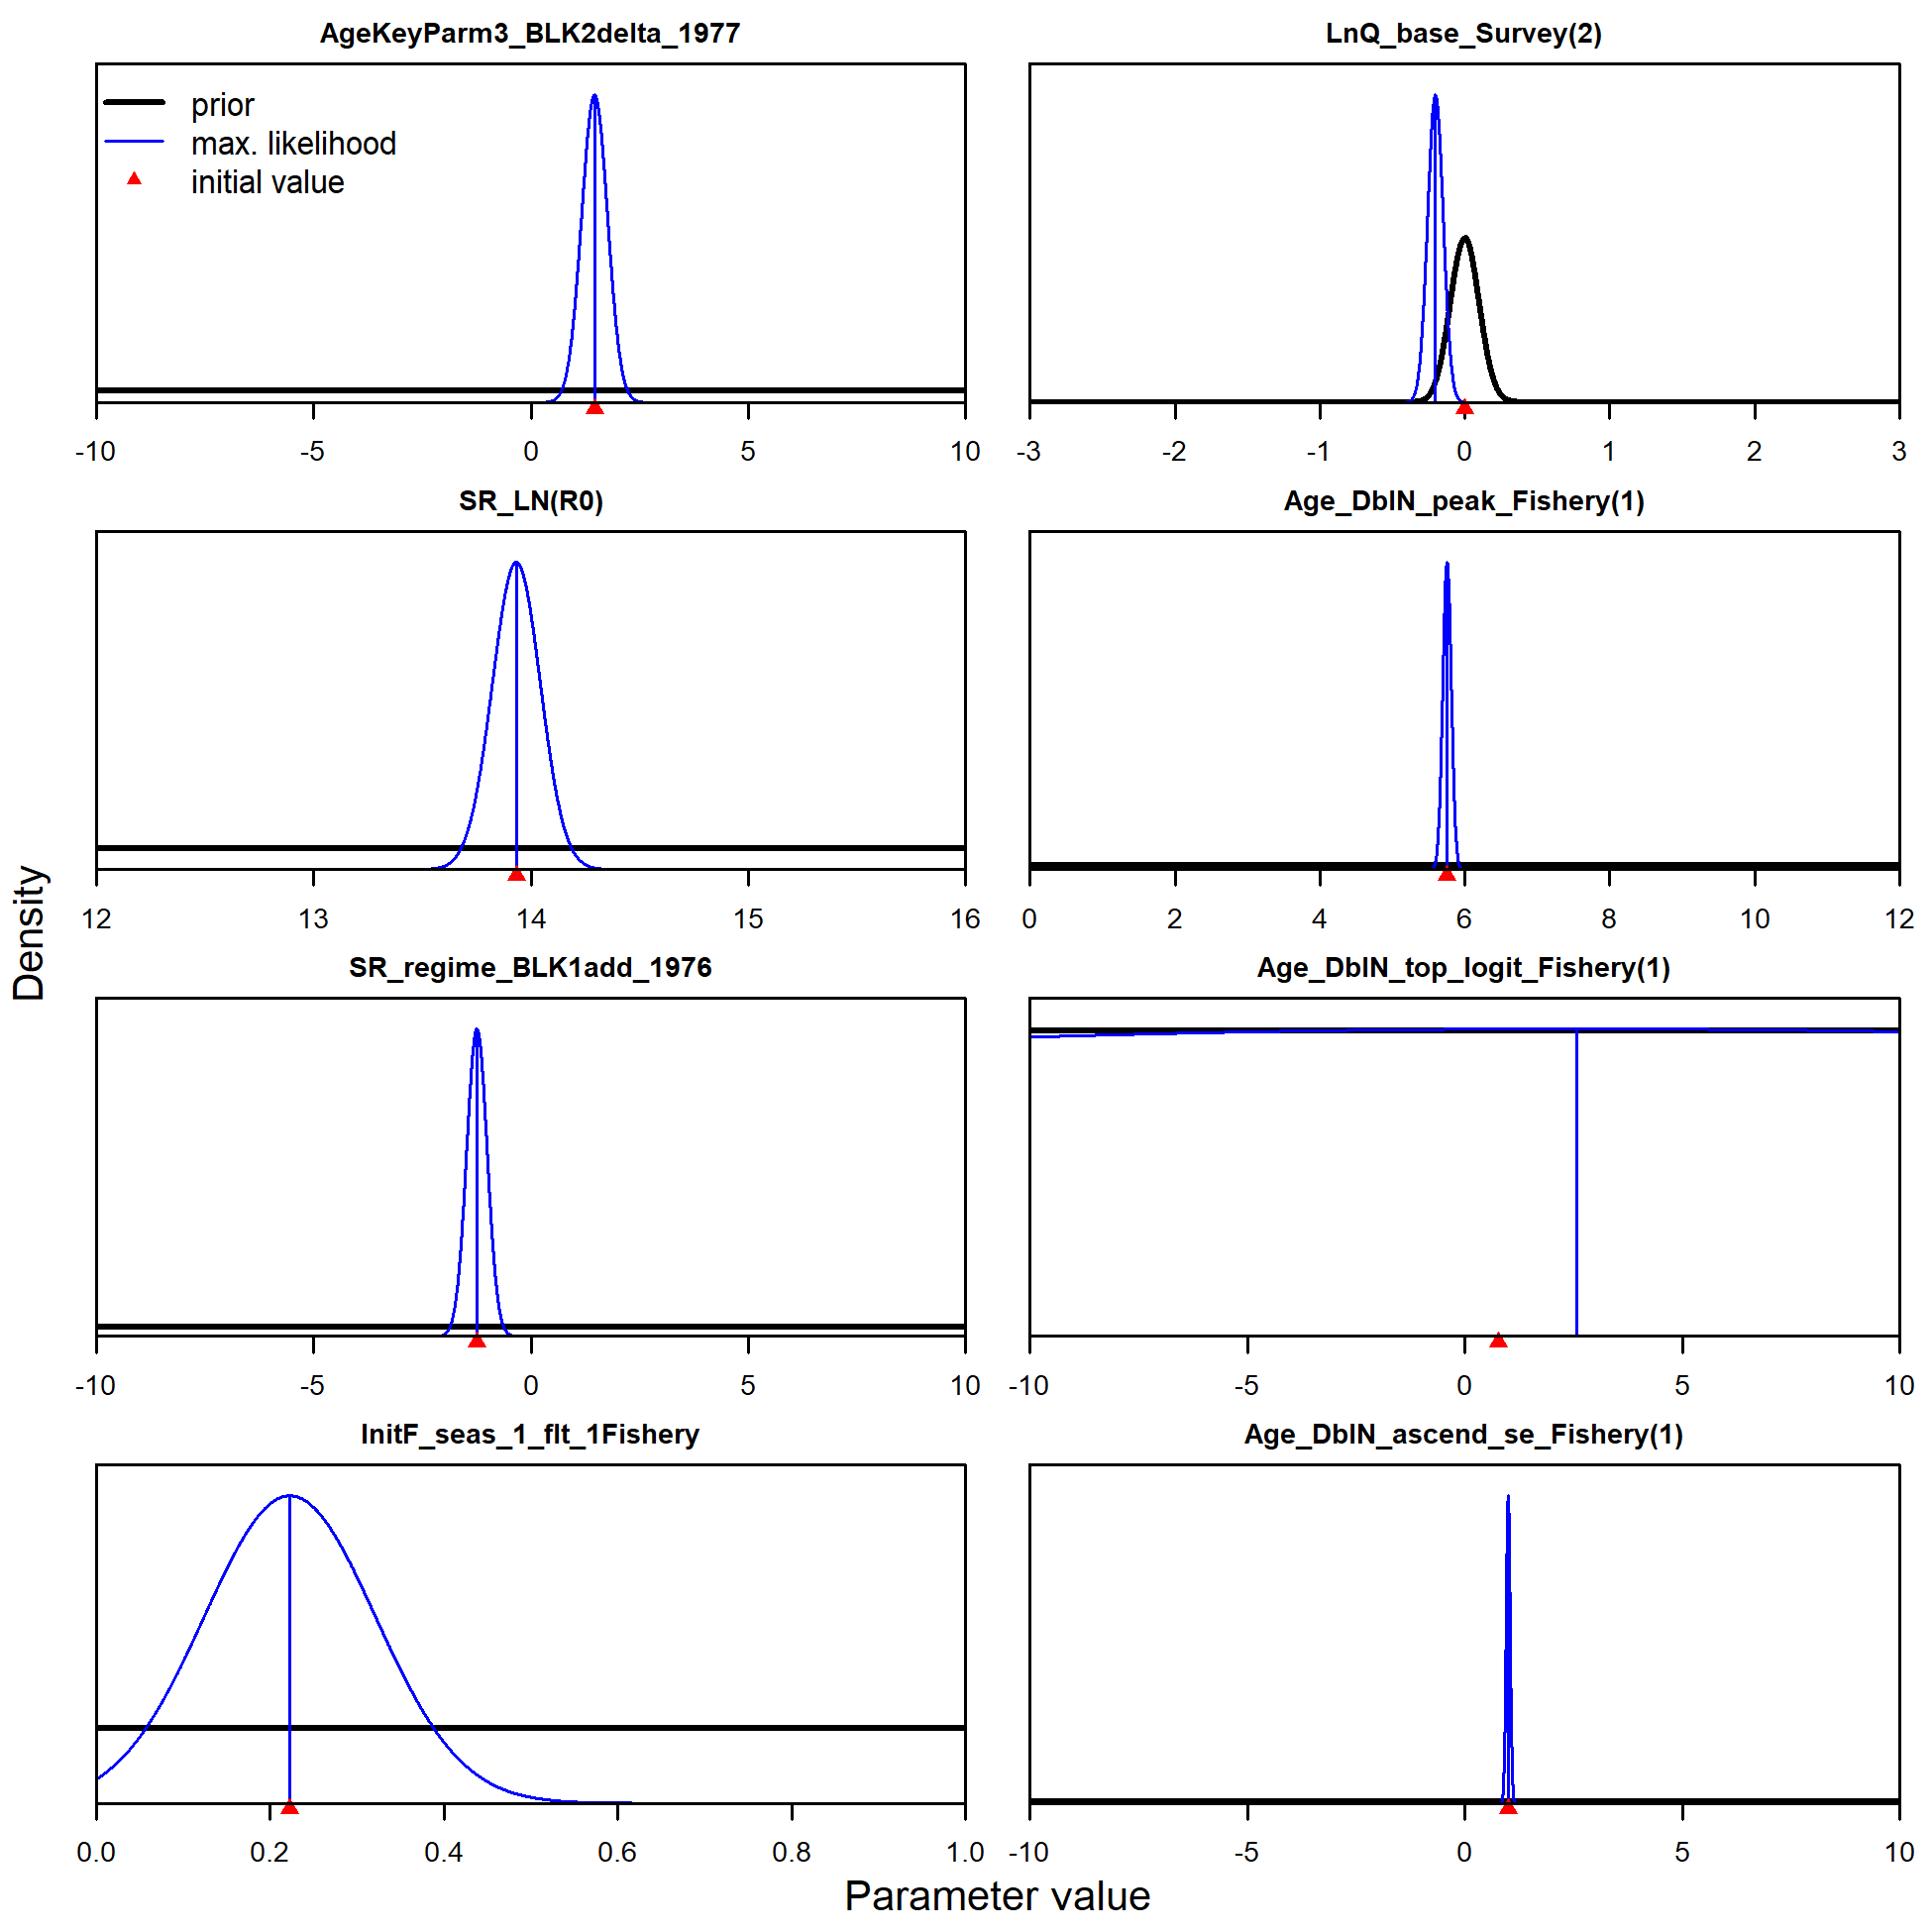 AgeKeyParm3_BLK2delta_1977
prior
max. likelihood
initial value
-10 -5 0 5 10
LnQ_base_Survey(2)
-3 -2 -1 0 1 2 3
SR_LN(R0)
12 13 14 15 16
Age_DblN_peak_Fishery(1)
0 2 4 6 8 10 12
SR_regime_BLK1add_1976
-10 -5 0 5 10
Age_DblN_top_logit_Fishery(1)
-10 -5 0 5 10
InitF_seas_1_flt_1Fishery
0.0 0.2 0.4 0.6 0.8 1.0
Age_DblN_ascend_se_Fishery(1)
-10 -5 0 5 10
Density
Parameter value